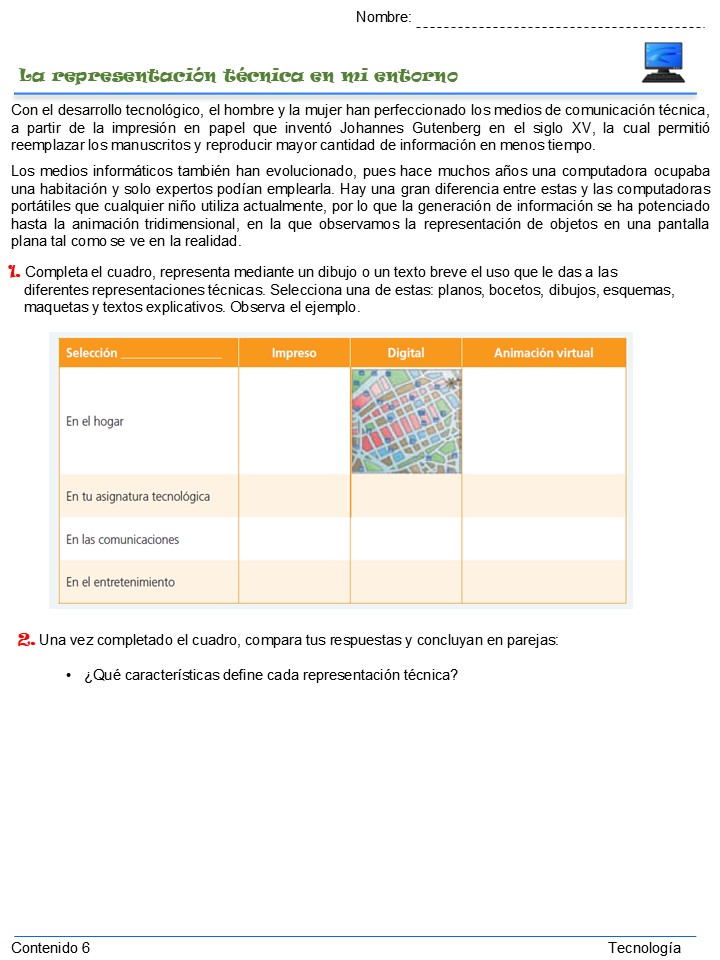 Nombre: ____________________________________
La representación técnica en mi entorno
Con el desarrollo tecnológico, el hombre y la mujer han perfeccionado los medios de comunicación técnica,
a partir de la impresión en papel que inventó Johannes Gutenberg en el siglo XV, la cual permitió
reemplazar los manuscritos y reproducir mayor cantidad de información en menos tiempo.
Los medios informáticos también han evolucionado, pues hace muchos años una computadora ocupaba
una habitación y solo expertos podían emplearla. Hay una gran diferencia entre estas y las computadoras
portátiles que cualquier niño utiliza actualmente, por lo que la generación de información se ha potenciado
hasta la animación tridimensional, en la que observamos la representación de objetos en una pantalla
plana tal como se ve en la realidad.
1. Completa el cuadro, representa mediante un dibujo o un texto breve el uso que le das a las
diferentes representaciones técnicas. Selecciona una de estas: planos, bocetos, dibujos, esquemas,
maquetas y textos explicativos. Observa el ejemplo.
Selección ________________ Impreso Digital Animación virtual
En el hogar
En tu asignatura tecnológica
En las comunicaciones
En el entretenimiento
2. Una vez completado el cuadro, compara tus respuestas y concluyan en parejas:
• ¿Qué características define cada representación técnica?
Contenido 6 Tecnología